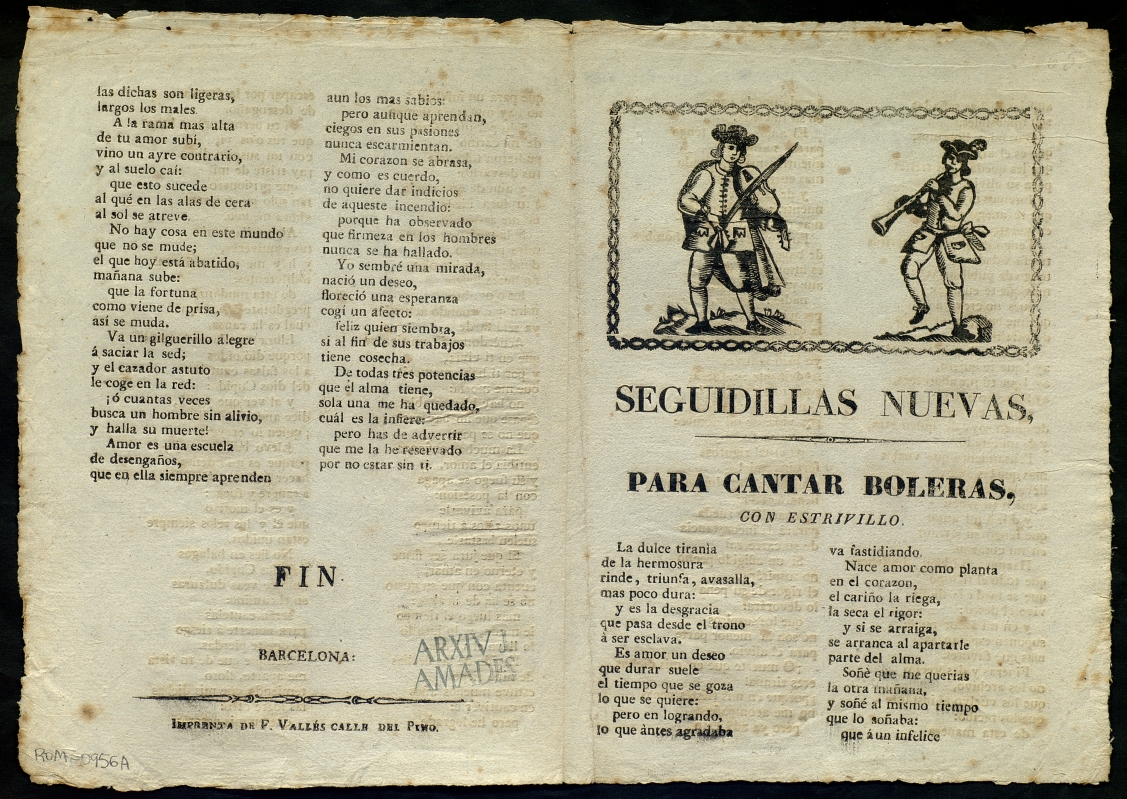 las dichas son ligeras,
largos los males.
A la rama mas alta
de tu amor subí,
vino un ayre contrario,
y al suelo caí:
que esto sucede
al qué en las alas de cera
al sol se atreve.
No hay cosa en este mundo
que no se mude;
el que hoy está abatido,
mañana sube:
que la fortuna
como viene de prisa,
así se muda.
Va un gilguerillo alegre
á saciar la sed;
y el cazador astuto
le coge en la red:
¡ó cuantas veces
busca un hombre sin alivio,
y halla su muerte!
Amor es una escuela
de desengaños,
que en ella siempre aprenden
aun los mas sabios:
pero aunque aprendan,
ciegos en sus pasiones
nunca escarmientan.
Mi corazon se abrasa,
y como es cuerdo,
no quiere dar indicios
de aqueste incendio:
porque ha observado
que firmeza en los hombres
nunca se ha hallado.
Yo sembré una mirada,
nació un deseo,
floreció una esperanza
cogí un afecto:
feliz quien siembra,
si al fin de sus trabajos
tiene cosecha.
De todas tres potencias
que el alma tiene,
sola una me ha quedado,
cuál es la infiere:
pero has de advertir
que me la he reservado
por no estar sin ti.
FIN.
BARCELONA:
ARXIV J.
AMADES
IMPRENTA DE F. VALLÉS CALLE DEL PINO.
ROM-0956A
SEGUIDILLAS NUEVAS,
PARA CANTAR BOLERAS,
CON ESTRIVILLO.
La dulce tirania
de la hermosura
rinde, triunfa, avasalla,
mas poco dura:
y es la desgracia
que pasa desde el trono
à ser esclava.
Es amor un deseo
que durar suele
el tiempo que se goza
lo que se quiere:
pero en logrando,
lo que ántes agradaba
va fastidiando.
Nace amor como planta
en el corazon,
el cariño la riega,
la seca el rigor:
y si se arraiga,
se arranca al apartarle
parte del alma.
Soñè que me querias
la otra mañana,
y soñé al mismo tiempo
que lo soñaba:
que á un infelice